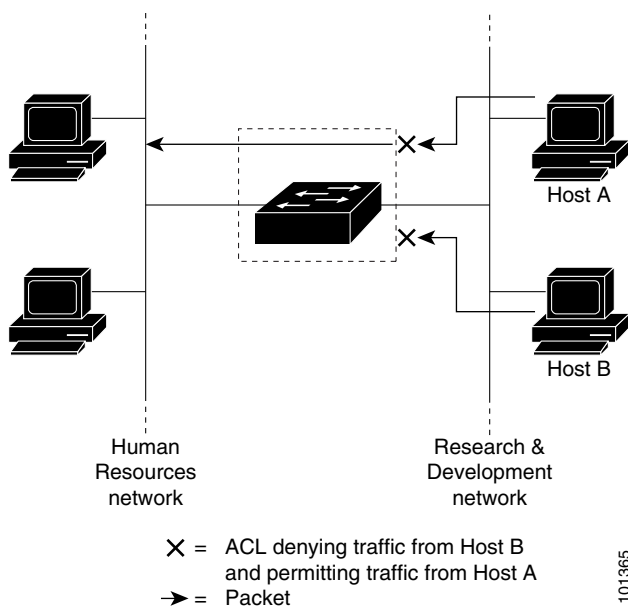 Host A
Host B
Human
Resources
network
Research &
Development
network
X = ACL denying traffic from Host B
and permitting traffic from Host A
→ = Packet
101365